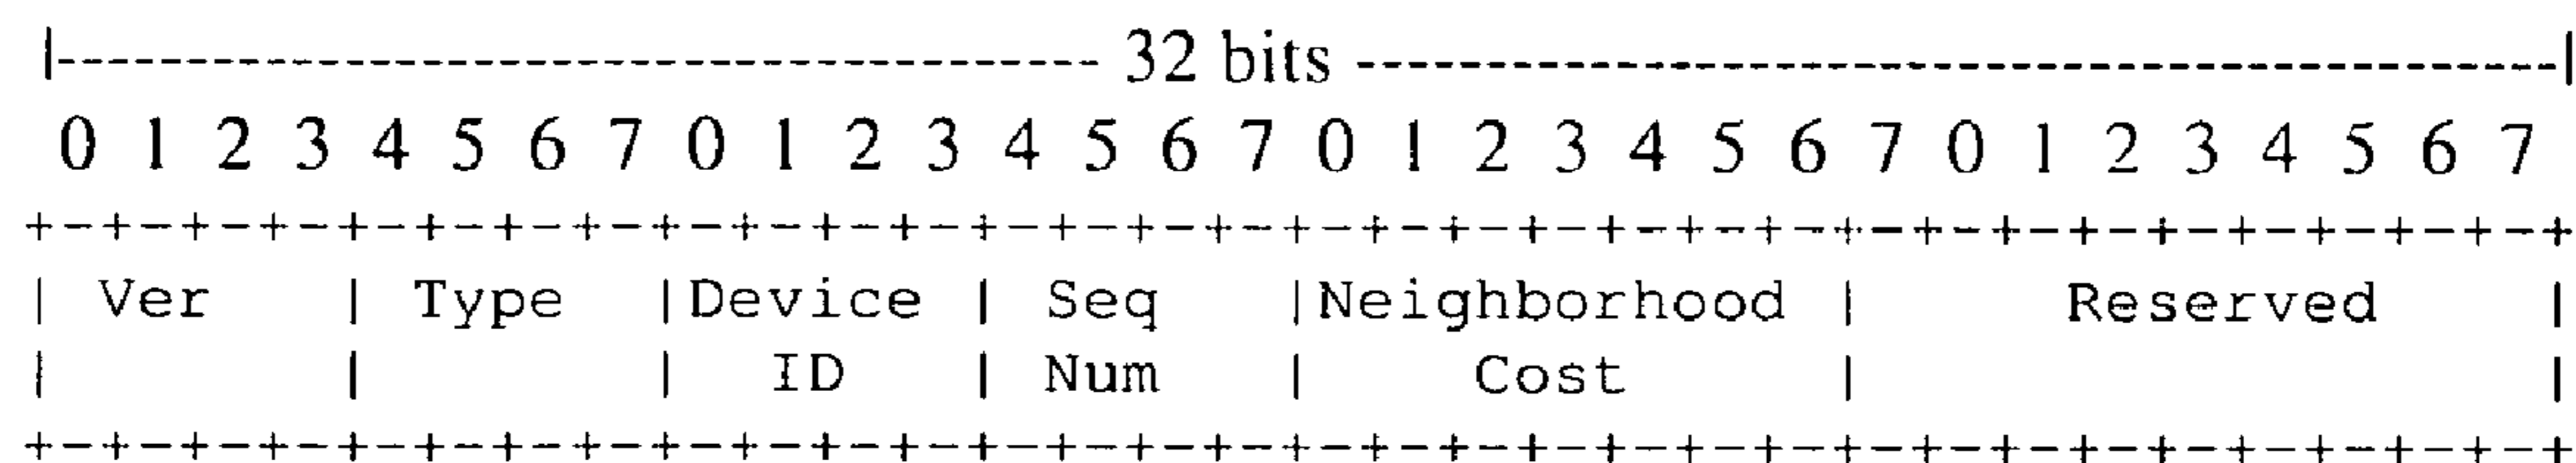 |---------------------------------------- 32 bits ----------------------------------------------|
0 1 2 3 4 5 6 7 0 1 2 3 4 5 6 7 0 1 2 3 4 5 6 7 0 1 2 3 4 5 6 7
+-+-+-+-+-+-+-+-+-+-+-+-+-+-+-+-+-+-+-+-+-+-+-+-+-+-+-+-+-+-+-+-+
| Ver | Type |Device | Seq |Neighborhood | Reserved |
| | | ID | Num | Cost | |
+-+-+-+-+-+-+-+-+-+-+-+-+-+-+-+-+-+-+-+-+-+-+-+-+-+-+-+-+-+-+-+-+